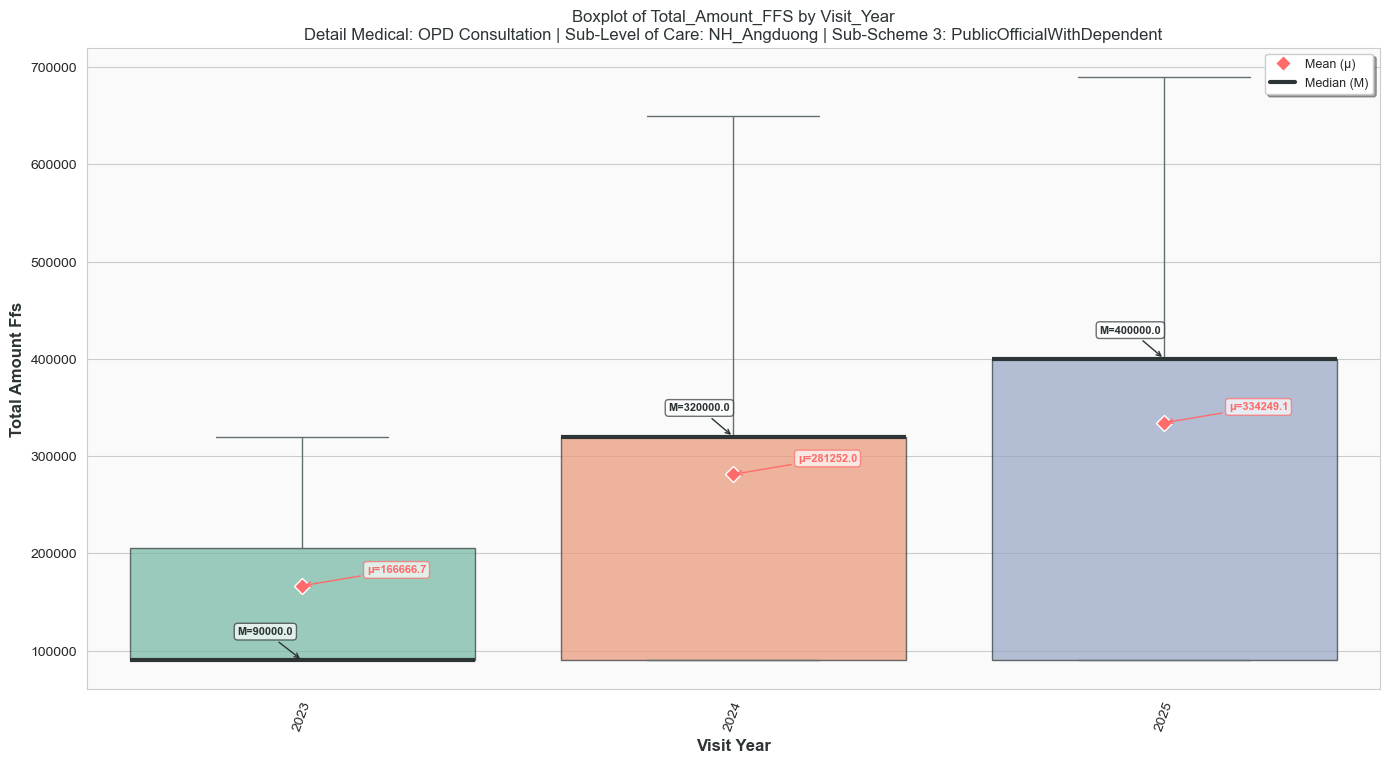 Boxplot of Total_Amount_FFS by Visit_Year
Detail Medical: OPD Consultation | Sub-Level of Care: NH_Angduong | Sub-Scheme 3: PublicOfficialWithDependent
Mean (μ)
Median (M)
Total Amount Ffs
700000
600000
500000
400000
300000
200000
100000
M=90000.0
μ=166666.7
M=320000.0
μ=281252.0
M=400000.0
μ=334249.1
2023
2024
2025
Visit Year